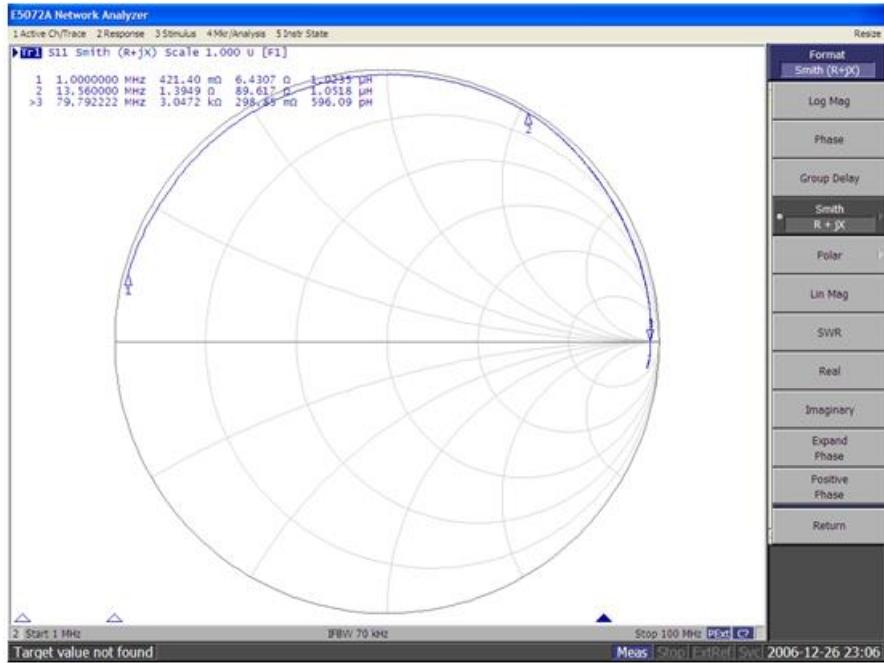 E5072A Network Analyzer
1 Active Ch/Trace 2 Response 3 Stimulus 4 Mkr/Analysis 5 Instr State
Resize
Tr1 S11 Smith (R+jX) Scale 1.000 U [F1]
1 1.0000000 MHz 421.40 mΩ 6.4307 Ω 1.0235 µH
2 13.560000 MHz 1.3949 Ω 89.617 Ω 1.0518 µH
>3 79.792222 MHz 3.0472 kΩ mΩ 596.09 pH
2
1
Format
Smith (R+jX)
Log Mag
Phase
Group Delay
Smith
R + jX
Polar
Lin Mag
SWR
Real
Imaginary
Expand
Phase
Positive
Phase
Return
2 Start 1 MHz
IFBW 70 kHz
Stop 100 MHz PExt C?
Target value not found
Meas Stop ExtRef Svc 2006-12-26 23:06